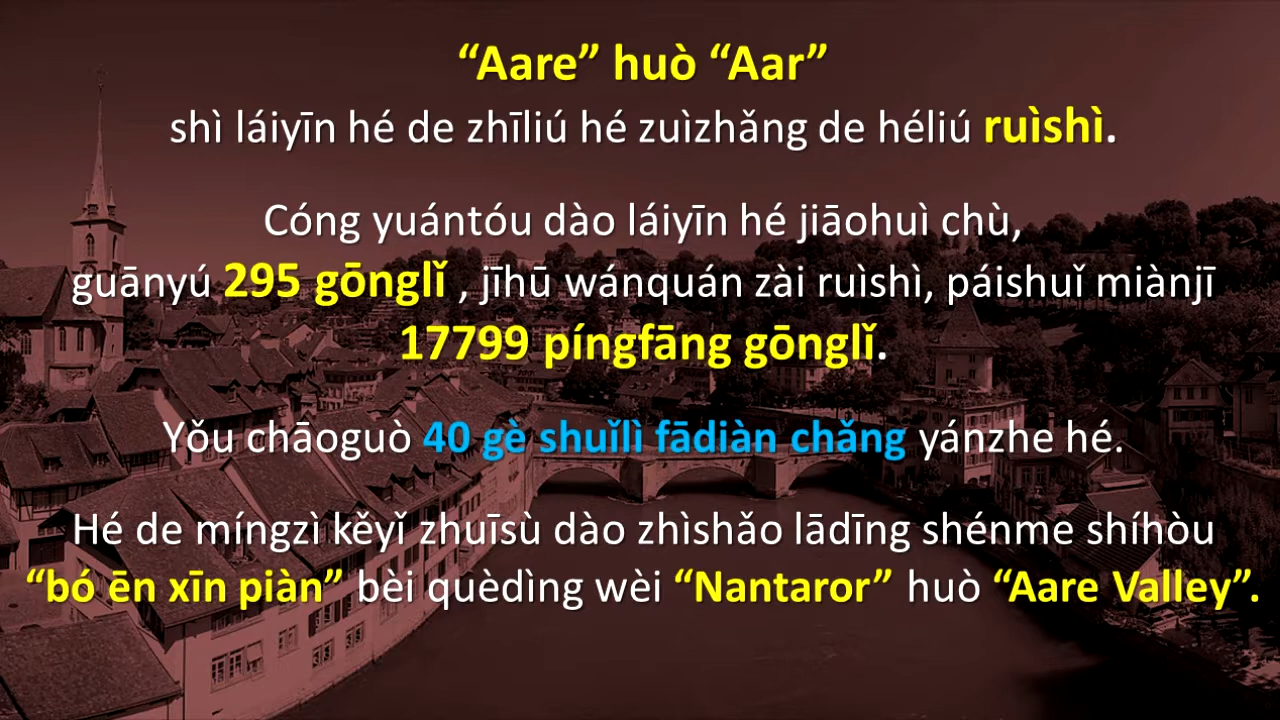 “Aare” huò “Aar”
shì láiyīn hé de zhīliú hé zuìzhǎng de héliú ruìshì.
Cóng yuántóu dào láiyīn hé jiāohuì chù,
guānyú 295 gōnglǐ , jīhū wánquán zài ruìshì, páishuǐ miànjī
17799 píngfāng gōnglǐ.
Yǒu chāoguò 40 gè shuǐlì fādiàn chǎng yánzhe hé.
Hé de míngzì kěyǐ zhuīsù dào zhìshǎo lādīng shénme shíhòu
“bó ēn xīn piàn” bèi quèdìng wèi “Nantaror” huò “Aare Valley”.